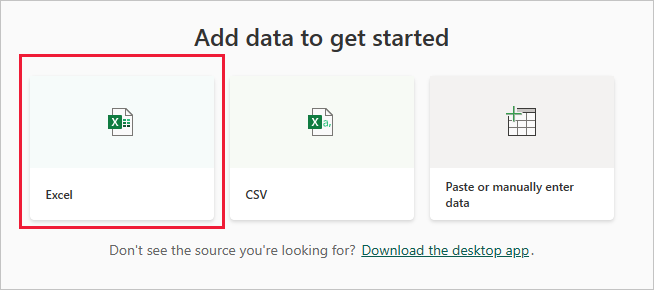 Add data to get started
Excel
CSV
Paste or manually enter
data
Don't see the source you're looking for? Download the desktop app.